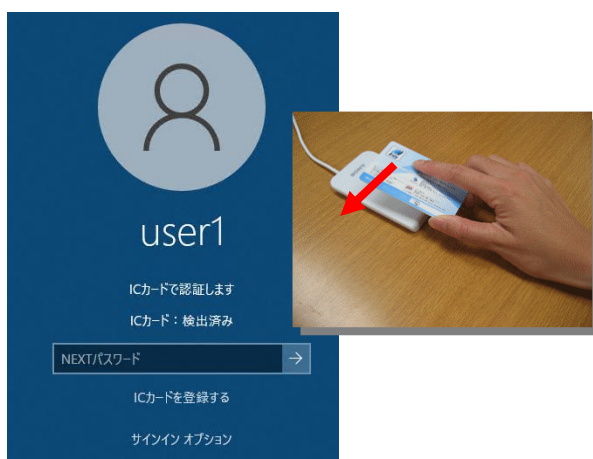 user1
ICカードで認証します
ICカード：検出済み
NEXTパスワード
ICカードを登録する
サインイン オプション